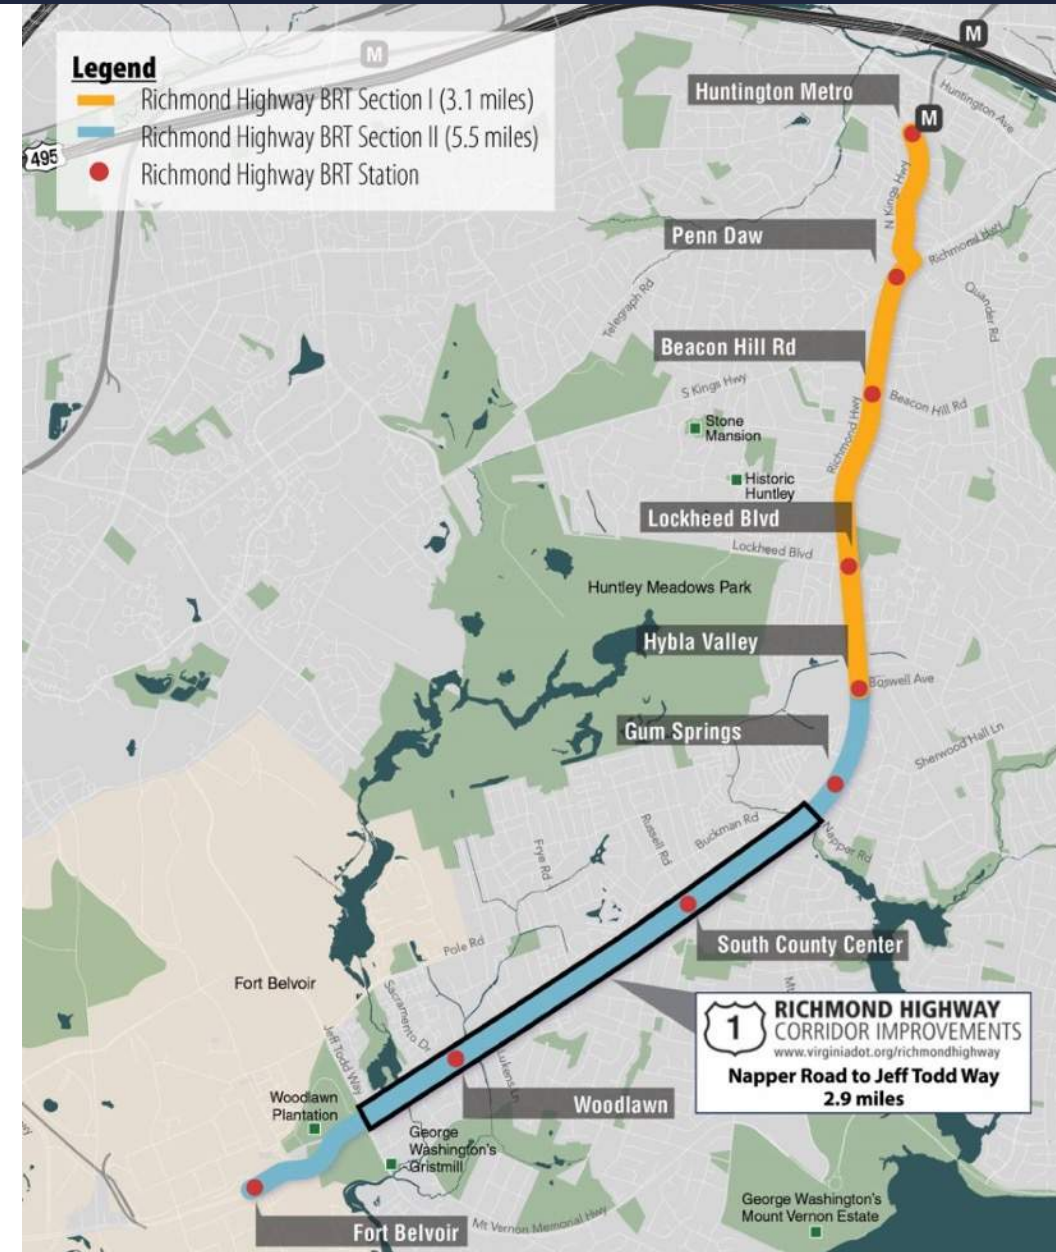 Legend
Richmond Highway BRT Section I (3.1 miles)
Richmond Highway BRT Section II (5.5 miles)
Richmond Highway BRT Station
M
M
495
Huntington Metro
M
Huntington Ave
N Kings Hwy
Penn Daw
Richmond Hwy
Telegraph Rd
Quander Rd
Beacon Hill Rd
S Kings Hwy
Beacon Hill Rd
Stone
Mansion
Richmond Hwy
Historic
Huntley
Lockheed Blvd
Lockheed Blvd
Huntley Meadows Park
Hybla Valley
Boswell Ave
Gum Springs
Sherwood Hall Ln
Russell Rd
Buckman Rd
Napper Rd
Frye Rd
South County Center
Pole Rd
Fort Belvoir
Sacramento Dr
1
RICHMOND HIGHWAY
CORRIDOR IMPROVEMENTS
www.virginiadot.org/richmondhighway
Napper Road to Jeff Todd Way
2.9 miles
Jeff Todd Way
Lukens Ln
Woodlawn
Plantation
Woodlawn
George
Washington's
Gristmill
George Washington's
Mount Vernon Estate
Mt Vernon Memorial Hwy
Fort Belvoir